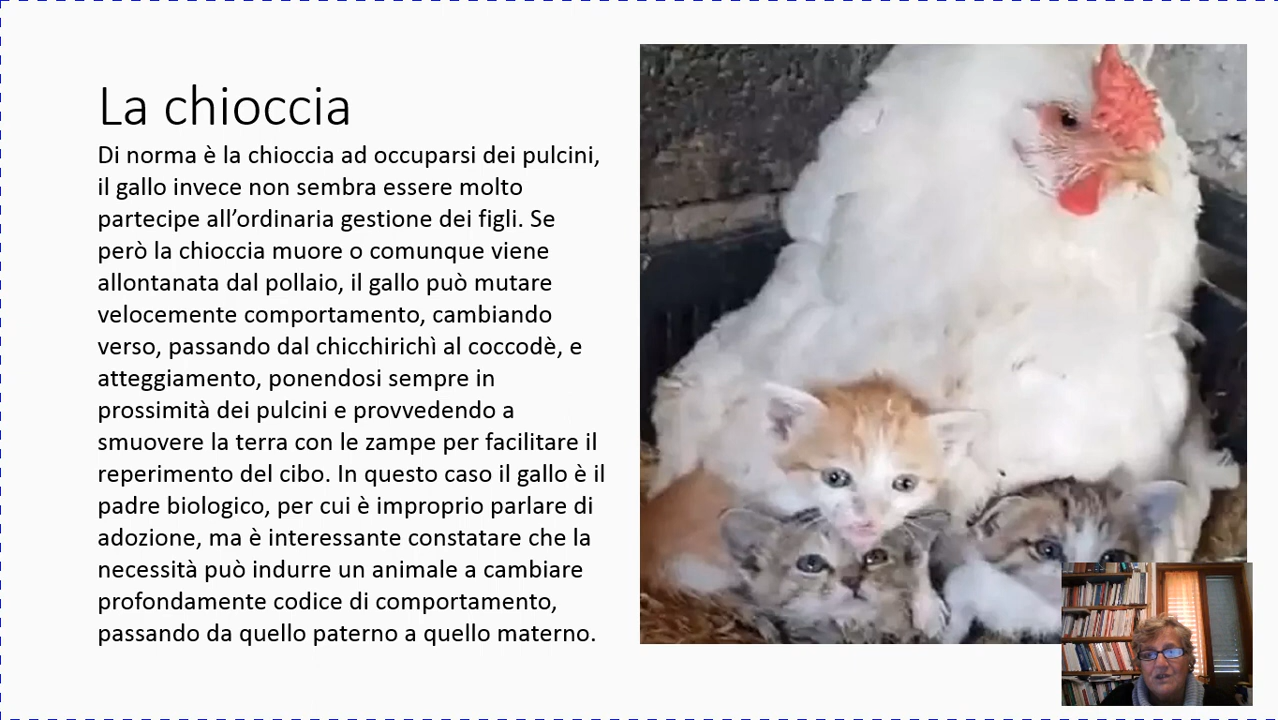 La chioccia
Di norma è la chioccia ad occuparsi dei pulcini,
il gallo invece non sembra essere molto
partecipe all’ordinaria gestione dei figli. Se
però la chioccia muore o comunque viene
allontanata dal pollaio, il gallo può mutare
velocemente comportamento, cambiando
verso, passando dal chicchirichì al coccodè, e
atteggiamento, ponendosi sempre in
prossimità dei pulcini e provvedendo a
smuovere la terra con le zampe per facilitare il
reperimento del cibo. In questo caso il gallo è il
padre biologico, per cui è improprio parlare di
adozione, ma è interessante constatare che la
necessità può indurre un animale a cambiare
profondamente codice di comportamento,
passando da quello paterno a quello materno.